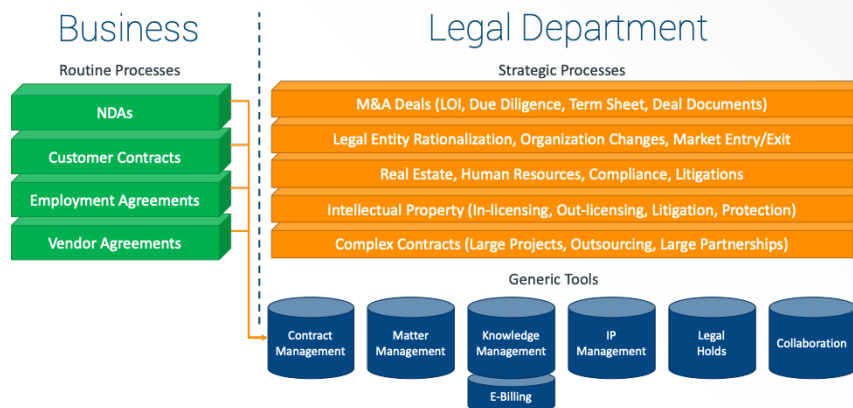 Business
Legal Department
Routine Processes
Strategic Processes
NDAs
Customer Contracts
Employment Agreements
Vendor Agreements
M&A Deals (LOI, Due Diligence, Term Sheet, Deal Documents)
Legal Entity Rationalization, Organization Changes, Market Entry/Exit
Real Estate, Human Resources, Compliance, Litigations
Intellectual Property (In-licensing, Out-licensing, Litigation, Protection)
Complex Contracts (Large Projects, Outsourcing, Large Partnerships)
Generic Tools
Contract
Management
Matter
Management
Knowledge
Management
IP
Management
Legal
Holds
Collaboration
E-Billing